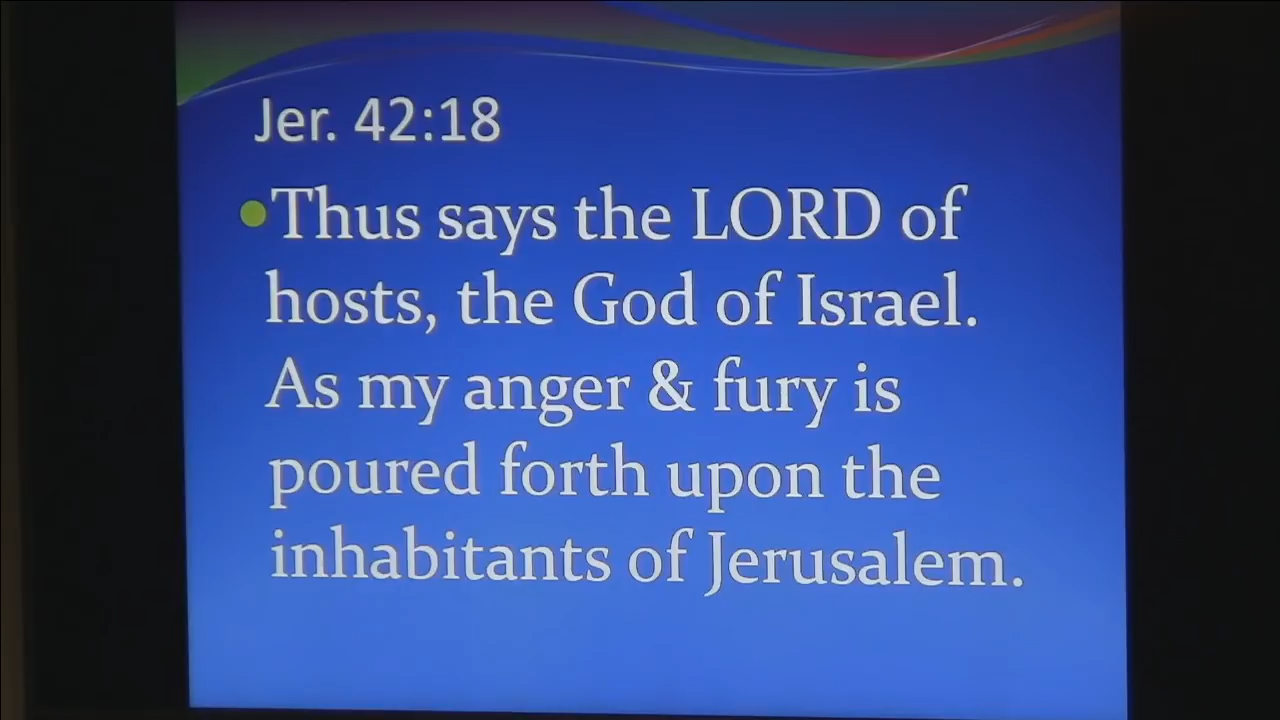 Jer. 42:18
•Thus says the LORD of
hosts, the God of Israel.
As my anger & fury is
poured forth upon the
inhabitants of Jerusalem.